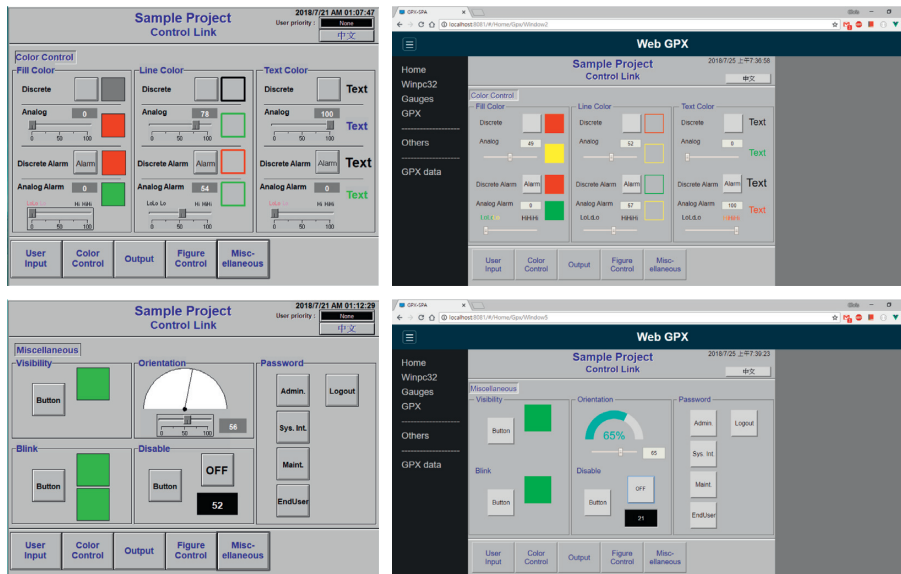 Sample Project
Control Link
2018/7/21 AM 01:07:47
User priority : None
中文
Color Control
Fill Color
Discrete
Analog 0
0 50 100
Discrete Alarm Alarm
Analog Alarm 0
LoLo Lo Hi HiHi
0 50 100
Line Color
Discrete
Analog 78
0 50 100
Discrete Alarm Alarm
Analog Alarm 54
LoLo Lo Hi HiHi
0 50 100
Text Color
Discrete Text
Analog 100
Text
0 50 100
Discrete Alarm Alarm Text
Analog Alarm 0
Text
LoLo Hi HiHi
0 50 100
User Input
Color Control
Output
Figure Control
Misc-ellaneous
GPX-SPA
localhost:8081/#/Home/Gpx/Window2
Web GPX
Home
Winpc32
Gauges
GPX
--------------------
Others
--------------------
GPX data
Sample Project
Control Link
2018/7/25 上午7:36:58
中文
Color Control
Fill Color
Discrete
Analog 49
Discrete Alarm Alarm
Analog Alarm 0
LoLo HiHiHi
Line Color
Discrete
Analog 52
Discrete Alarm Alarm
Analog Alarm 57
LoLoLo HiHiHi
Text Color
Discrete Text
Analog 0
Text
Discrete Alarm Alarm Text
Analog Alarm 100
Text
LoLoLo HiHiHi
User Input
Color Control
Output
Figure Control
Misc-ellaneous
Sample Project
Control Link
2018/7/21 AM 01:12:29
User priority : None
中文
Miscellaneous
Visibility
Button
Orientation
0 50 100
56
Password
Admin.
Logout
Sys. Int.
Maint.
EndUser
Blink
Button
Disable
Button
OFF
52
User Input
Color Control
Output
Figure Control
Misc-ellaneous
GPX-SPA
localhost:8081/#/Home/Gpx/Window5
Web GPX
Home
Winpc32
Gauges
GPX
--------------------
Others
--------------------
GPX data
Sample Project
Control Link
2018/7/25 上午7:39:23
中文
Miscellaneous
Visibility
Button
Orientation
65%
65
Password
Admin.
Logout
Sys. Int
Maint
EndUser
Blink
Button
Disable
Button
OFF
21
User Input
Color Control
Output
Figure Control
Misc-ellaneous